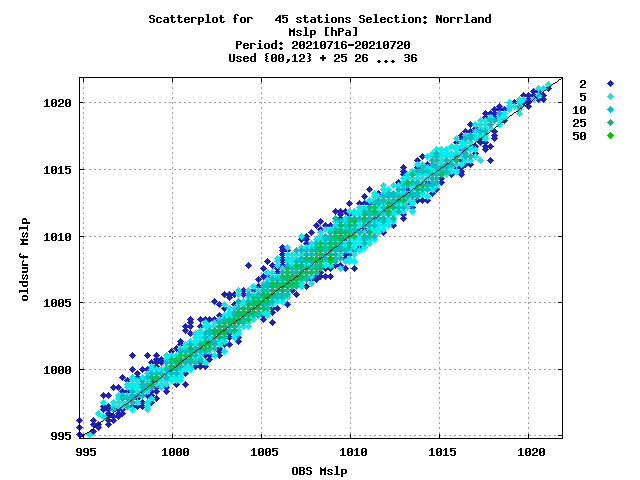 Scatterplot for   45 stations Selection: Norrland
Mslp [hPa]
Period: 20210716-20210720
Used {00,12} + 25 26 ... 36
2
5
10
25
50
1020
1015
1010
1005
1000
995
oldsurf Mslp
995 1000 1005 1010 1015 1020
OBS Mslp